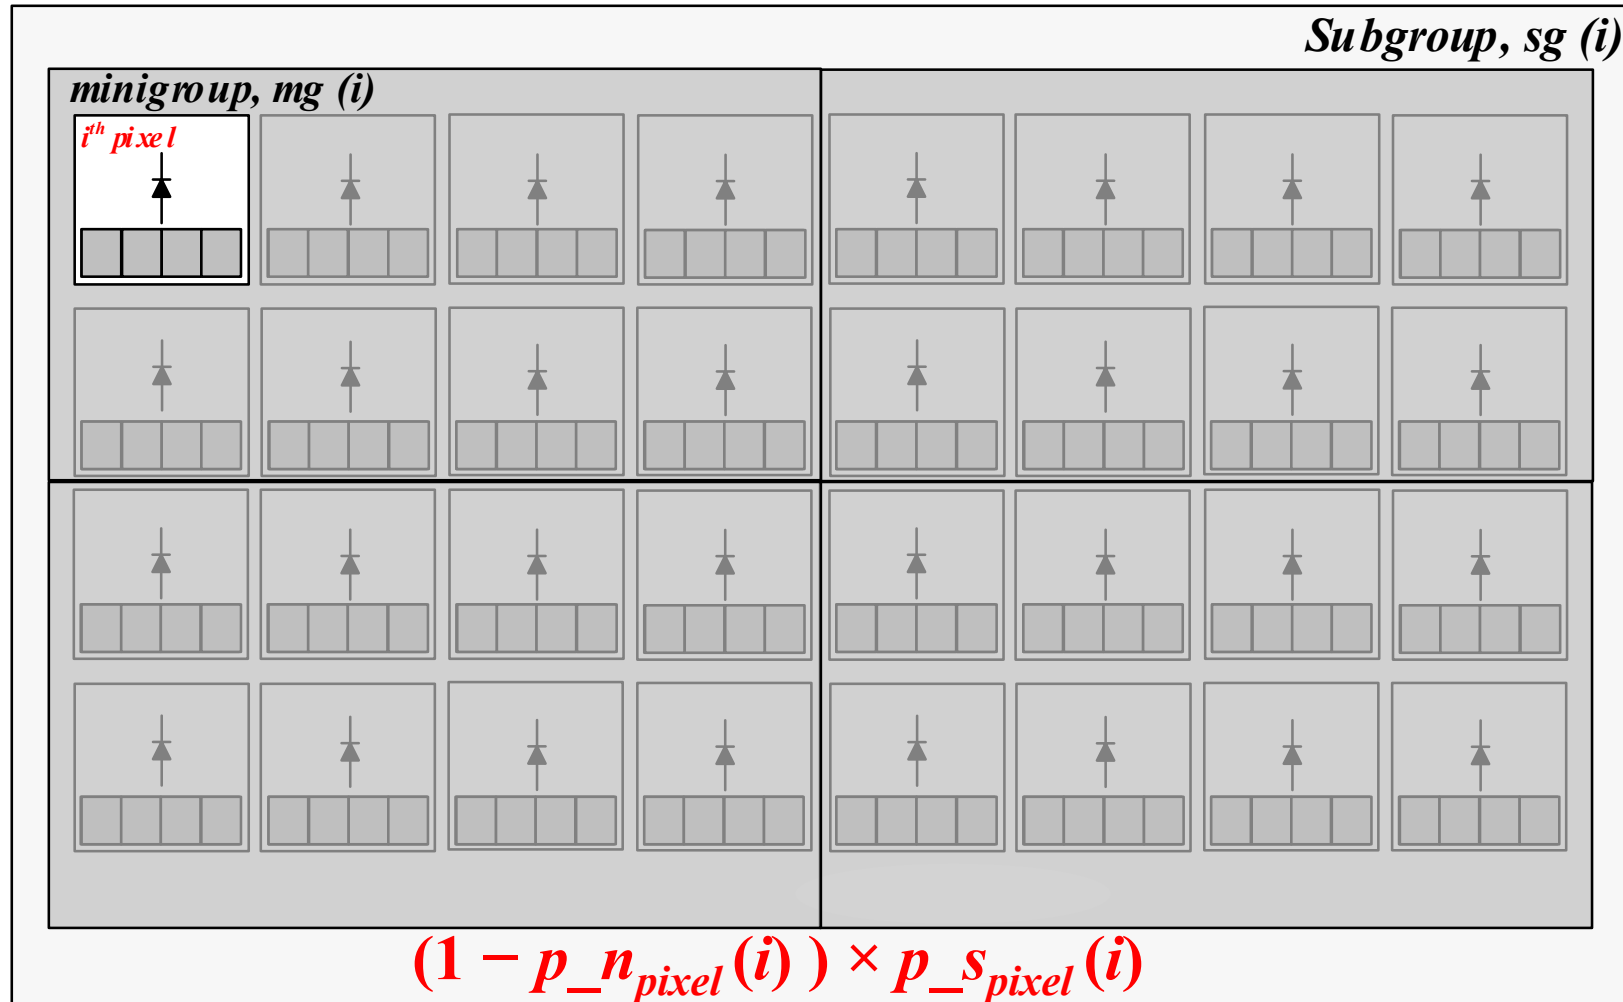 Subgroup, sg (i)
minigroup, mg (i)
i^th pixel
(1 − p_n_pixel (i) ) × p_s_pixel (i)